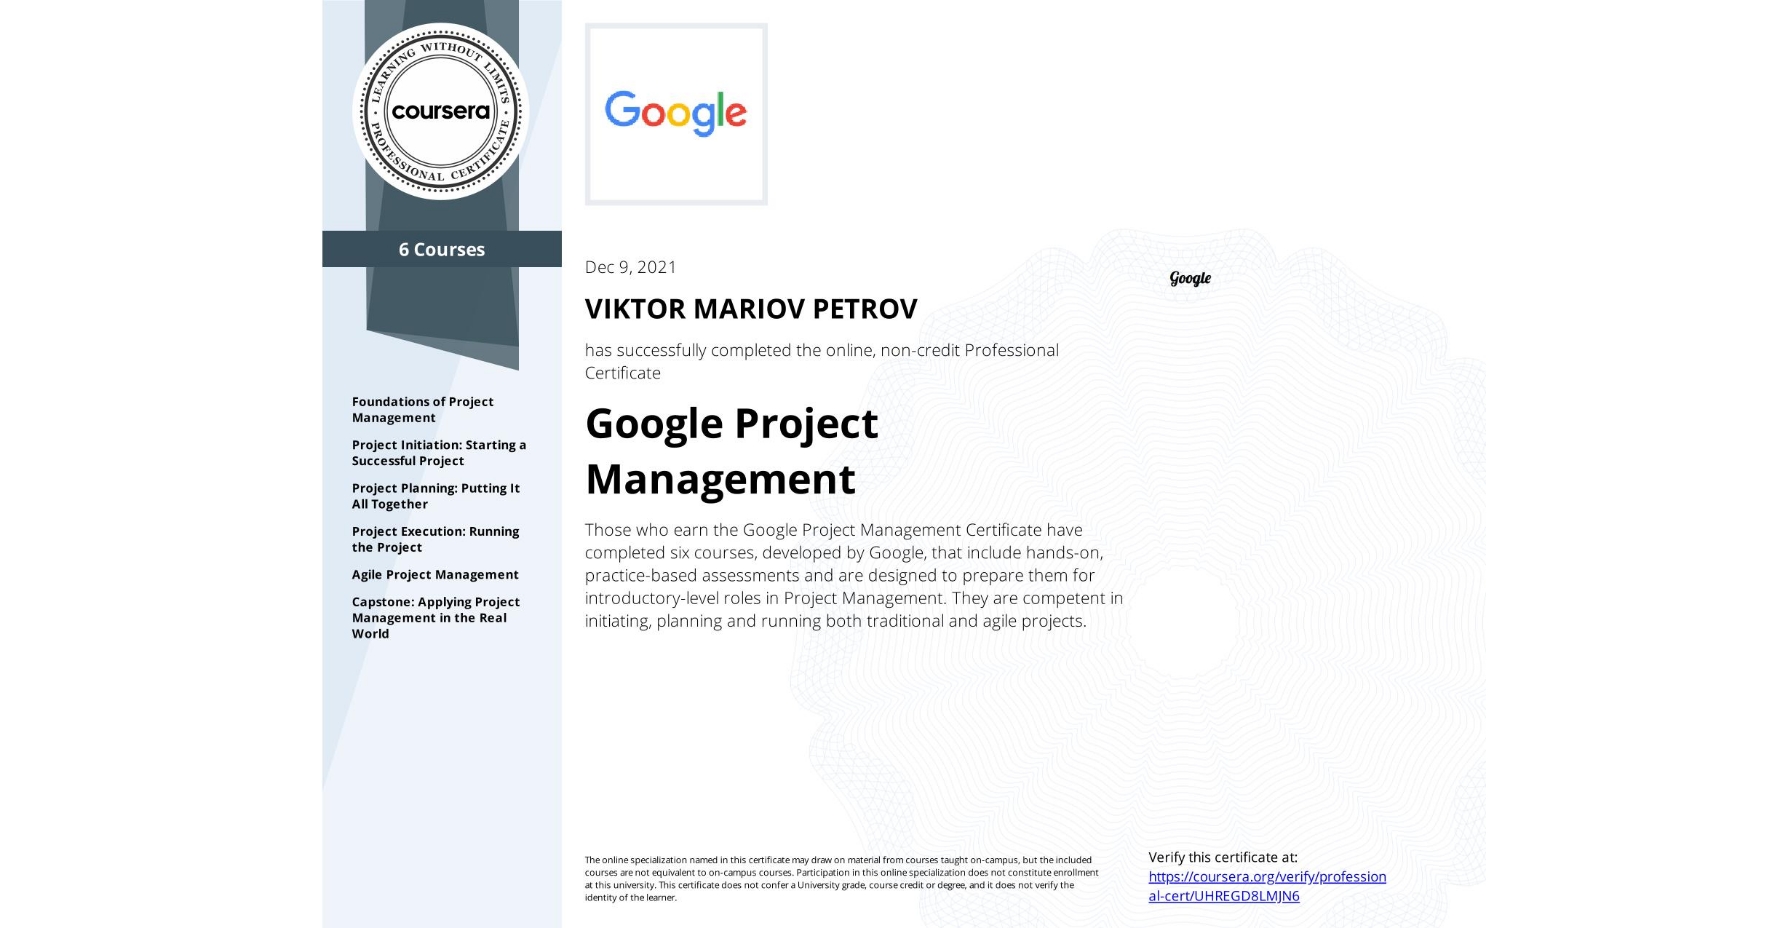 LEARNING WITHOUT LIMITS
coursera
PROFESSIONAL CERTIFICATE
6 Courses
Foundations of Project
Management
Project Initiation: Starting a
Successful Project
Project Planning: Putting It
All Together
Project Execution: Running
the Project
Agile Project Management
Capstone: Applying Project
Management in the Real
World
Google
Dec 9, 2021
Google
VIKTOR MARIOV PETROV
has successfully completed the online, non-credit Professional
Certificate
Google Project
Management
Those who earn the Google Project Management Certificate have
completed six courses, developed by Google, that include hands-on,
practice-based assessments and are designed to prepare them for
introductory-level roles in Project Management. They are competent in
initiating, planning and running both traditional and agile projects.
The online specialization named in this certificate may draw on material from courses taught on-campus, but the included
courses are not equivalent to on-campus courses. Participation in this online specialization does not constitute enrollment
at this university. This certificate does not confer a University grade, course credit or degree, and it does not verify the
identity of the learner.
Verify this certificate at:
https://coursera.org/verify/profession
al-cert/UHREGD8LMJN6